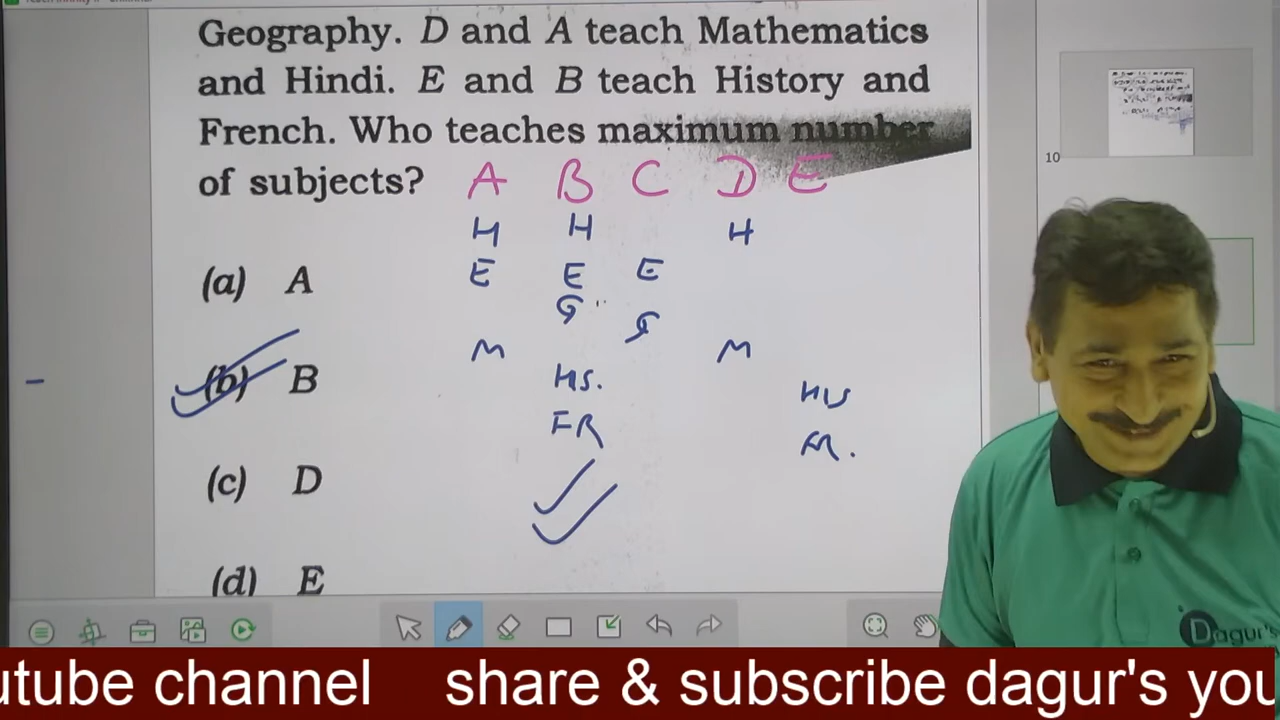 Geography. D and A teach Mathematics
and Hindi. E and B teach History and
French. Who teaches maximum number
of subjects?
A B C D E
H H H
E E E
G G
M M
HS. HIS
FR FR.
(a) A
(b) B
(c) D
(d) E
10
Dagur's
utube channel share & subscribe dagur's you